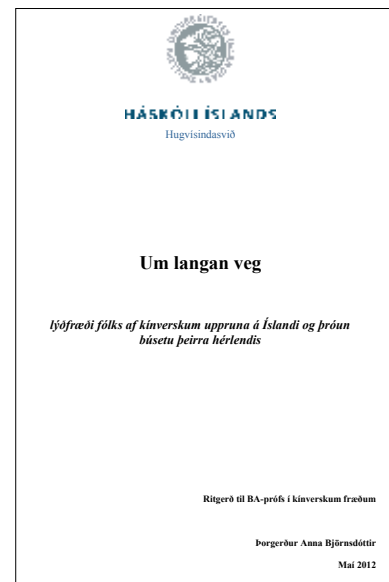 HÁSKÓLI ÍSLANDS
Hugvísindasvið
Um langan veg
lýðfræði fólks af kínverskum uppruna á Íslandi og þróun
búsetu þeirra hérlendis
Ritgerð til BA-prófs í kínverskum fræðum
Þorgerður Anna Björnsdóttir
Maí 2012